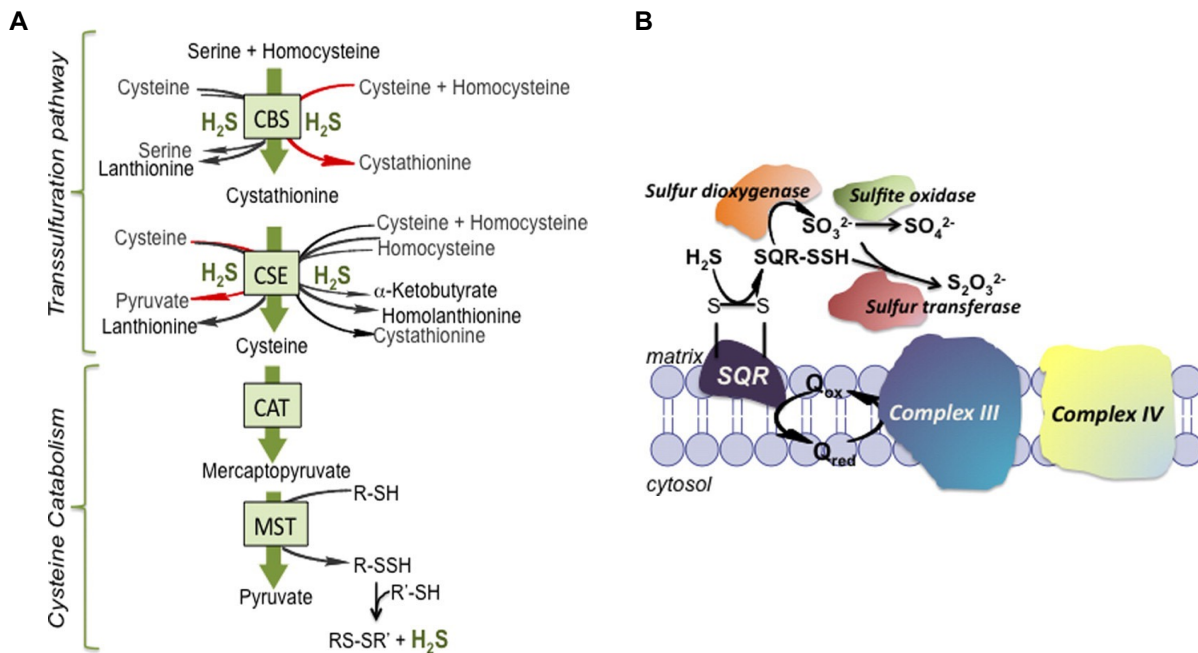 A
Transsulfuration pathway
Serine + Homocysteine
Cysteine
Cysteine + Homocysteine
H₂S CBS H₂S
Serine
Lanthionine
Cystathionine
Cystathionine
Cysteine
Cysteine + Homocysteine
Homocysteine
H₂S CSE H₂S
Pyruvate
Lanthionine
α-Ketobutyrate
Homolanthionine
Cystathionine
Cysteine
Cysteine Catabolism
CAT
Mercaptopyruvate
R-SH
MST
R-SSH
Pyruvate
R'-SH
RS-SR' + H₂S
B
Sulfur dioxygenase
Sulfite oxidase
SO₃²⁻ SO₄²⁻
H₂S SQR-SSH
S₂O₃²⁻
S S
Sulfur transferase
matrix
SQR
Qox
Complex III
Complex IV
Qred
cytosol